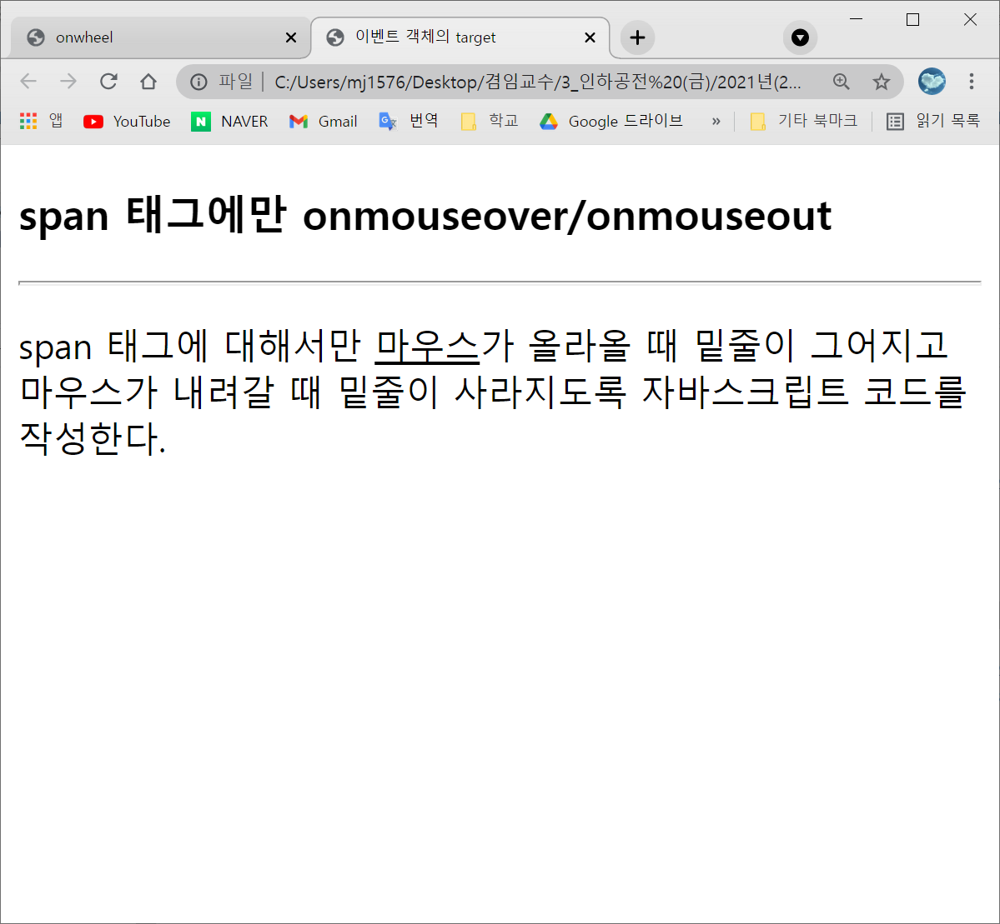 onwheel
이벤트 객체의 target
파일 | C:/Users/mj1576/Desktop/겸임교수/3_인하공전%20(금)/2021년(2...
앱 YouTube NAVER Gmail 번역 학교 Google 드라이브 » 기타 북마크 읽기 목록
span 태그에만 onmouseover/onmouseout
span 태그에 대해서만 마우스가 올라올 때 밑줄이 그어지고
마우스가 내려갈 때 밑줄이 사라지도록 자바스크립트 코드를
작성한다.